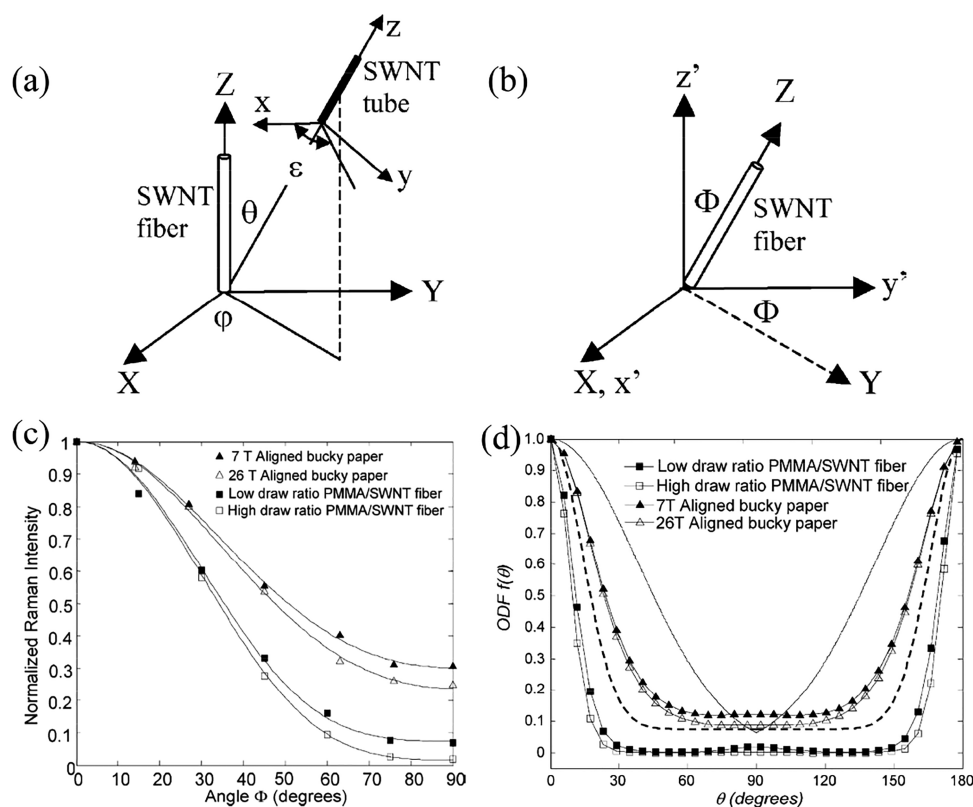 (a)
z
SWNT
tube
x
Z
ε
y
SWNT
fiber
θ
Y
φ
X
(b)
z'
Z
Φ
SWNT
fiber
y'
Φ
X, x'
Y
(c)
Normalized Raman Intensity
1
0.9
0.8
0.7
0.6
0.5
0.4
0.3
0.2
0.1
0
7 T Aligned bucky paper
26 T Aligned bucky paper
Low draw ratio PMMA/SWNT fiber
High draw ratio PMMA/SWNT fiber
0 10 20 30 40 50 60 70 80 90
Angle Φ (degrees)
(d)
ODF f(θ)
1.0
0.9
0.8
0.7
0.6
0.5
0.4
0.3
0.2
0.1
0
Low draw ratio PMMA/SWNT fiber
High draw ratio PMMA/SWNT fiber
7T Aligned bucky paper
26T Aligned bucky paper
0 30 60 90 120 150 180
θ (degrees)